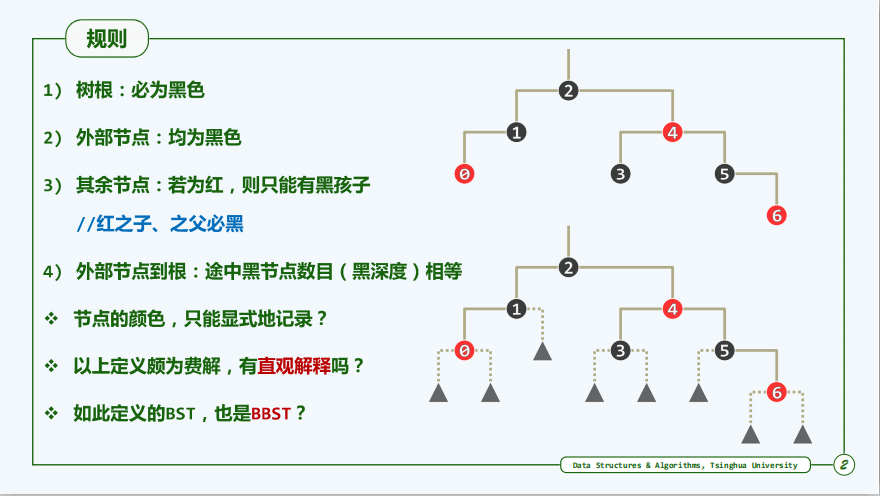 规则
1) 树根：必为黑色
2) 外部节点：均为黑色
3) 其余节点：若为红，则只能有黑孩子
//红之子、之父必黑
4) 外部节点到根：途中黑节点数目（黑深度）相等
❖ 节点的颜色，只能显式地记录？
❖ 以上定义颇为费解，有直观解释吗？
❖ 如此定义的BST，也是BBST？
2
1
4
0
3
5
6
2
1
4
0
3
5
6
Data Structures & Algorithms, Tsinghua University
2